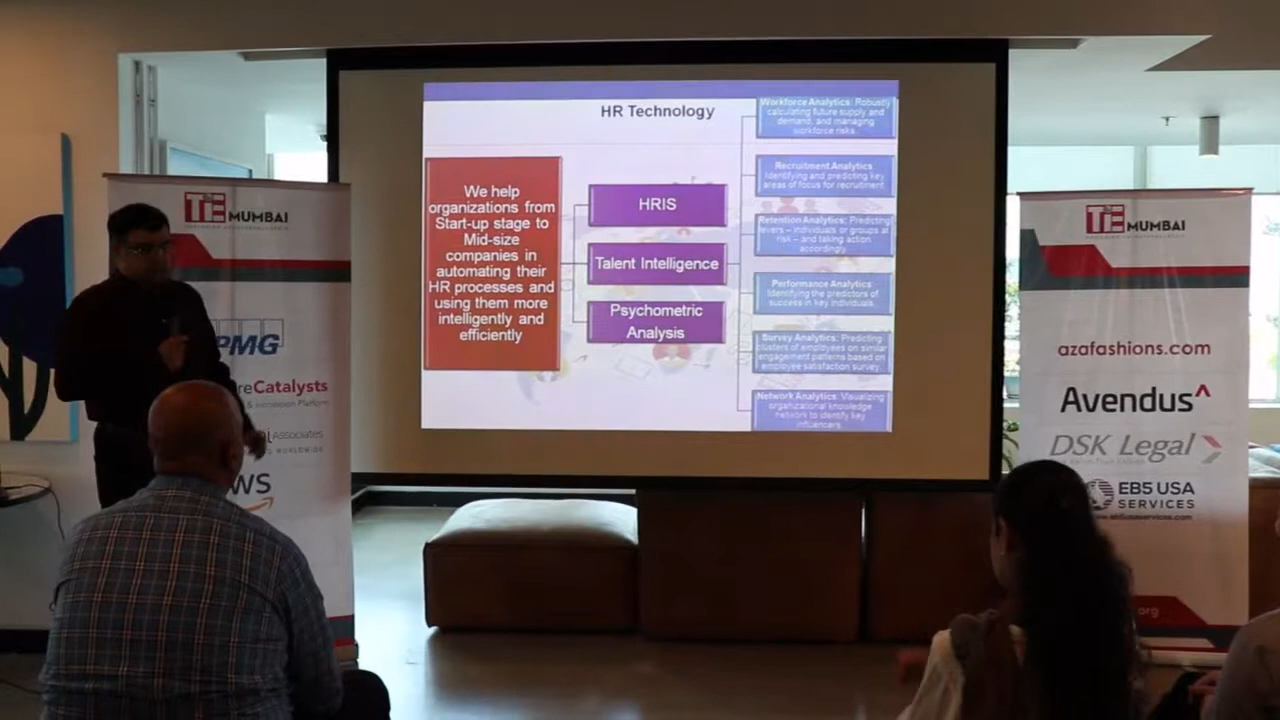 HR Technology
We help
organizations from
Start-up stage to
Mid-size
companies in
automating their
HR processes and
using them more
intelligently and
efficiently
HRIS
Talent Intelligence
Psychometric
Analysis
Workforce Analytics: Robustly
calculating future supply and
demand, and managing
workforce risks.
Recruitment Analytics:
Identifying and predicting key
areas of focus for recruitment.
Retention Analytics: Predicting
levers – individuals or groups at
risk – and taking action
accordingly.
Performance Analytics:
Identifying the predictors of
success in key individuals.
Survey Analytics: Predicting
clusters of employees on similar
engagement patterns based on
employee satisfaction survey.
Network Analytics: Visualizing
organizational knowledge
network to identify key
influencers.
TiE MUMBAI
KPMG
Catalysts
Associates
WORLDWIDE
TiE MUMBAI
azafashions.com
Avendus
DSK Legal
EB5 USA
SERVICES
www.eb5usaservices.com
.org